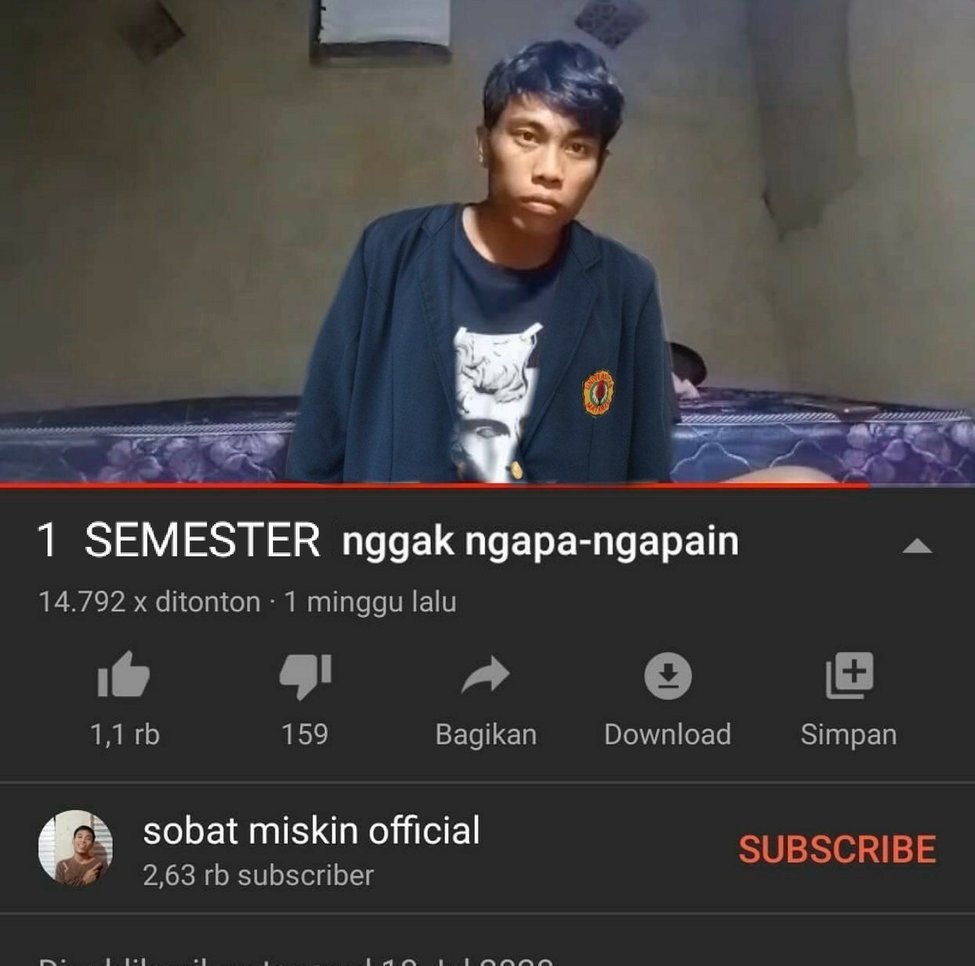 1 SEMESTER nggak ngapa-ngapain
14.792 x ditonton · 1 minggu lalu
1,1 rb
159
Bagikan
Download
Simpan
sobat miskin official
2,63 rb subscriber
SUBSCRIBE